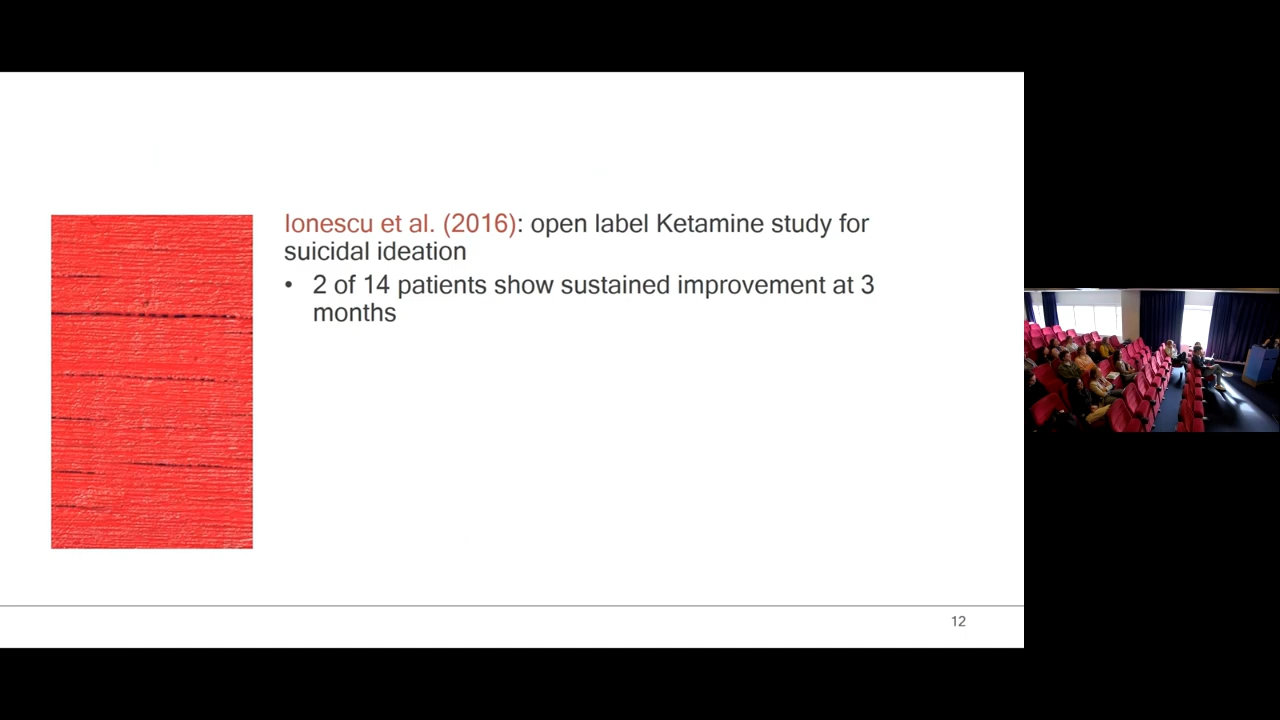 Ionescu et al. (2016): open label Ketamine study for
suicidal ideation
• 2 of 14 patients show sustained improvement at 3
months
12